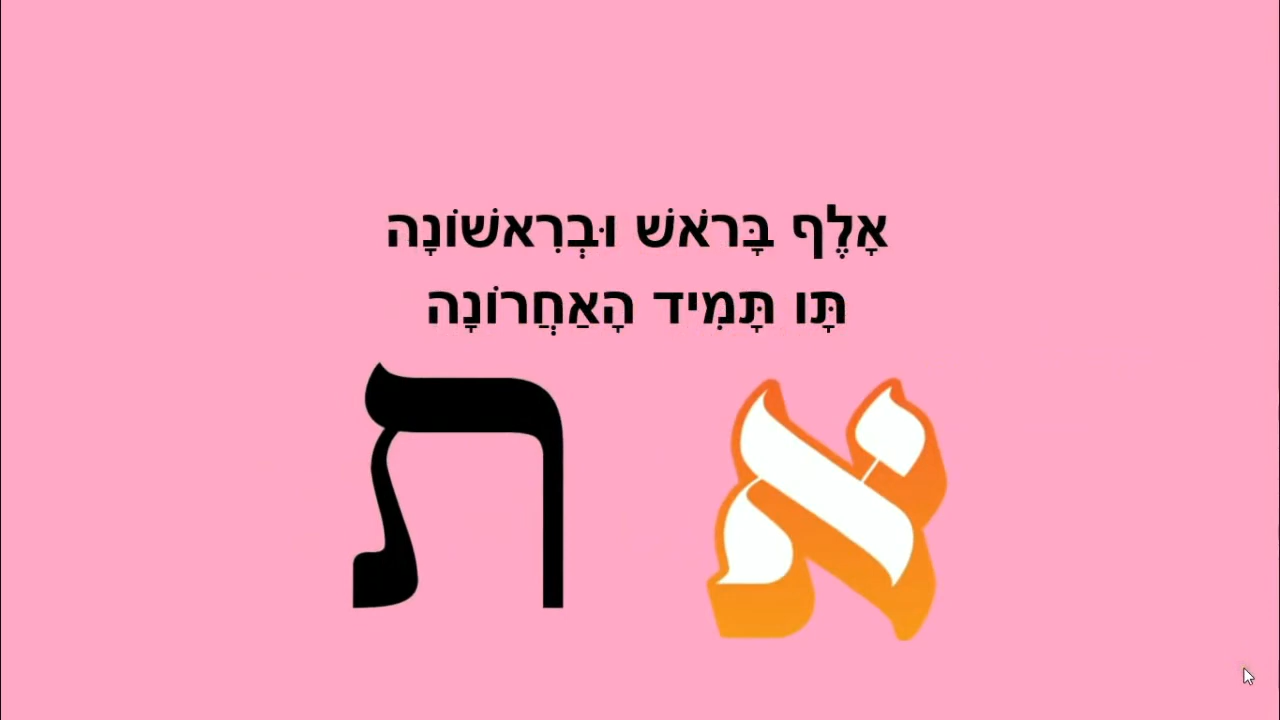 אָלֶף בָּרֹאשׁ וּבְרִאשׁוֹנָה
תָּו תָּמִיד הָאַחֲרוֹנָה
ת א